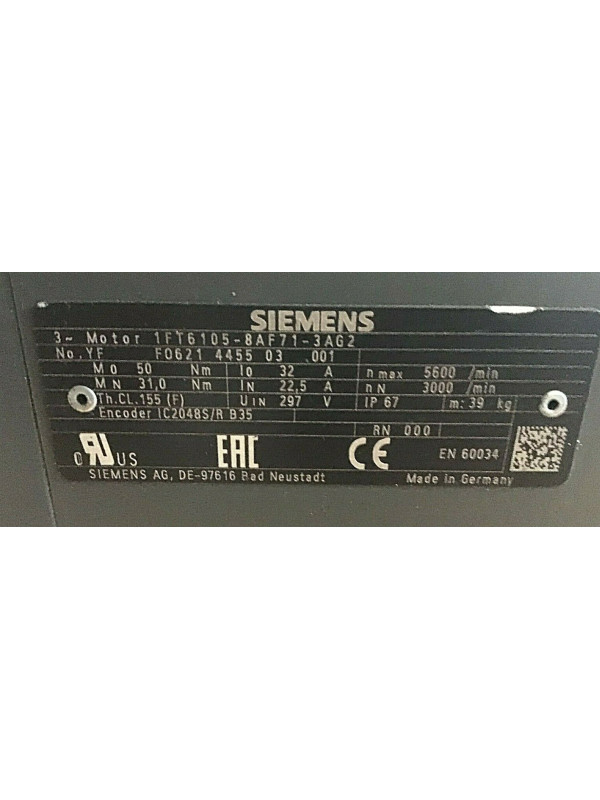 SIEMENS
3~ Motor 1FT6105-8AF71-3AG2
No. YF F0621 4455 03 001
M0 50 Nm I0 32 A n max 5600 /min
MN 31,0 Nm IN 22,5 A n N 3000 /min
Th.CL.155 (F) UIN 297 V IP 67 m: 39 kg
Encoder IC2048S/R B35
RN 000
c RU US EAC CE EN 60034
SIEMENS AG, DE-97616 Bad Neustadt Made in Germany